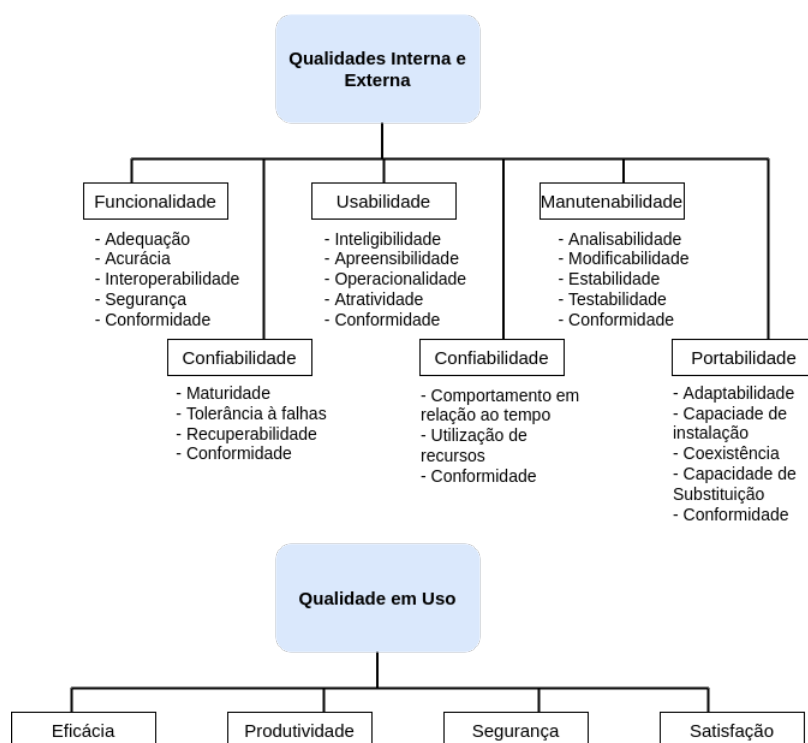 Qualidades Interna e
Externa
Funcionalidade
- Adequação
- Acurácia
- Interoperabilidade
- Segurança
- Conformidade
Confiabilidade
- Maturidade
- Tolerância à falhas
- Recuperabilidade
- Conformidade
Usabilidade
- Inteligibilidade
- Apreensibilidade
- Operacionalidade
- Atratividade
- Conformidade
Confiabilidade
- Comportamento em
relação ao tempo
- Utilização de
recursos
- Conformidade
Manutenabilidade
- Analisabilidade
- Modificabilidade
- Estabilidade
- Testabilidade
- Conformidade
Portabilidade
- Adaptabilidade
- Capaciade de
instalação
- Coexistência
- Capacidade de
Substituição
- Conformidade
Qualidade em Uso
Eficácia
Produtividade
Segurança
Satisfação